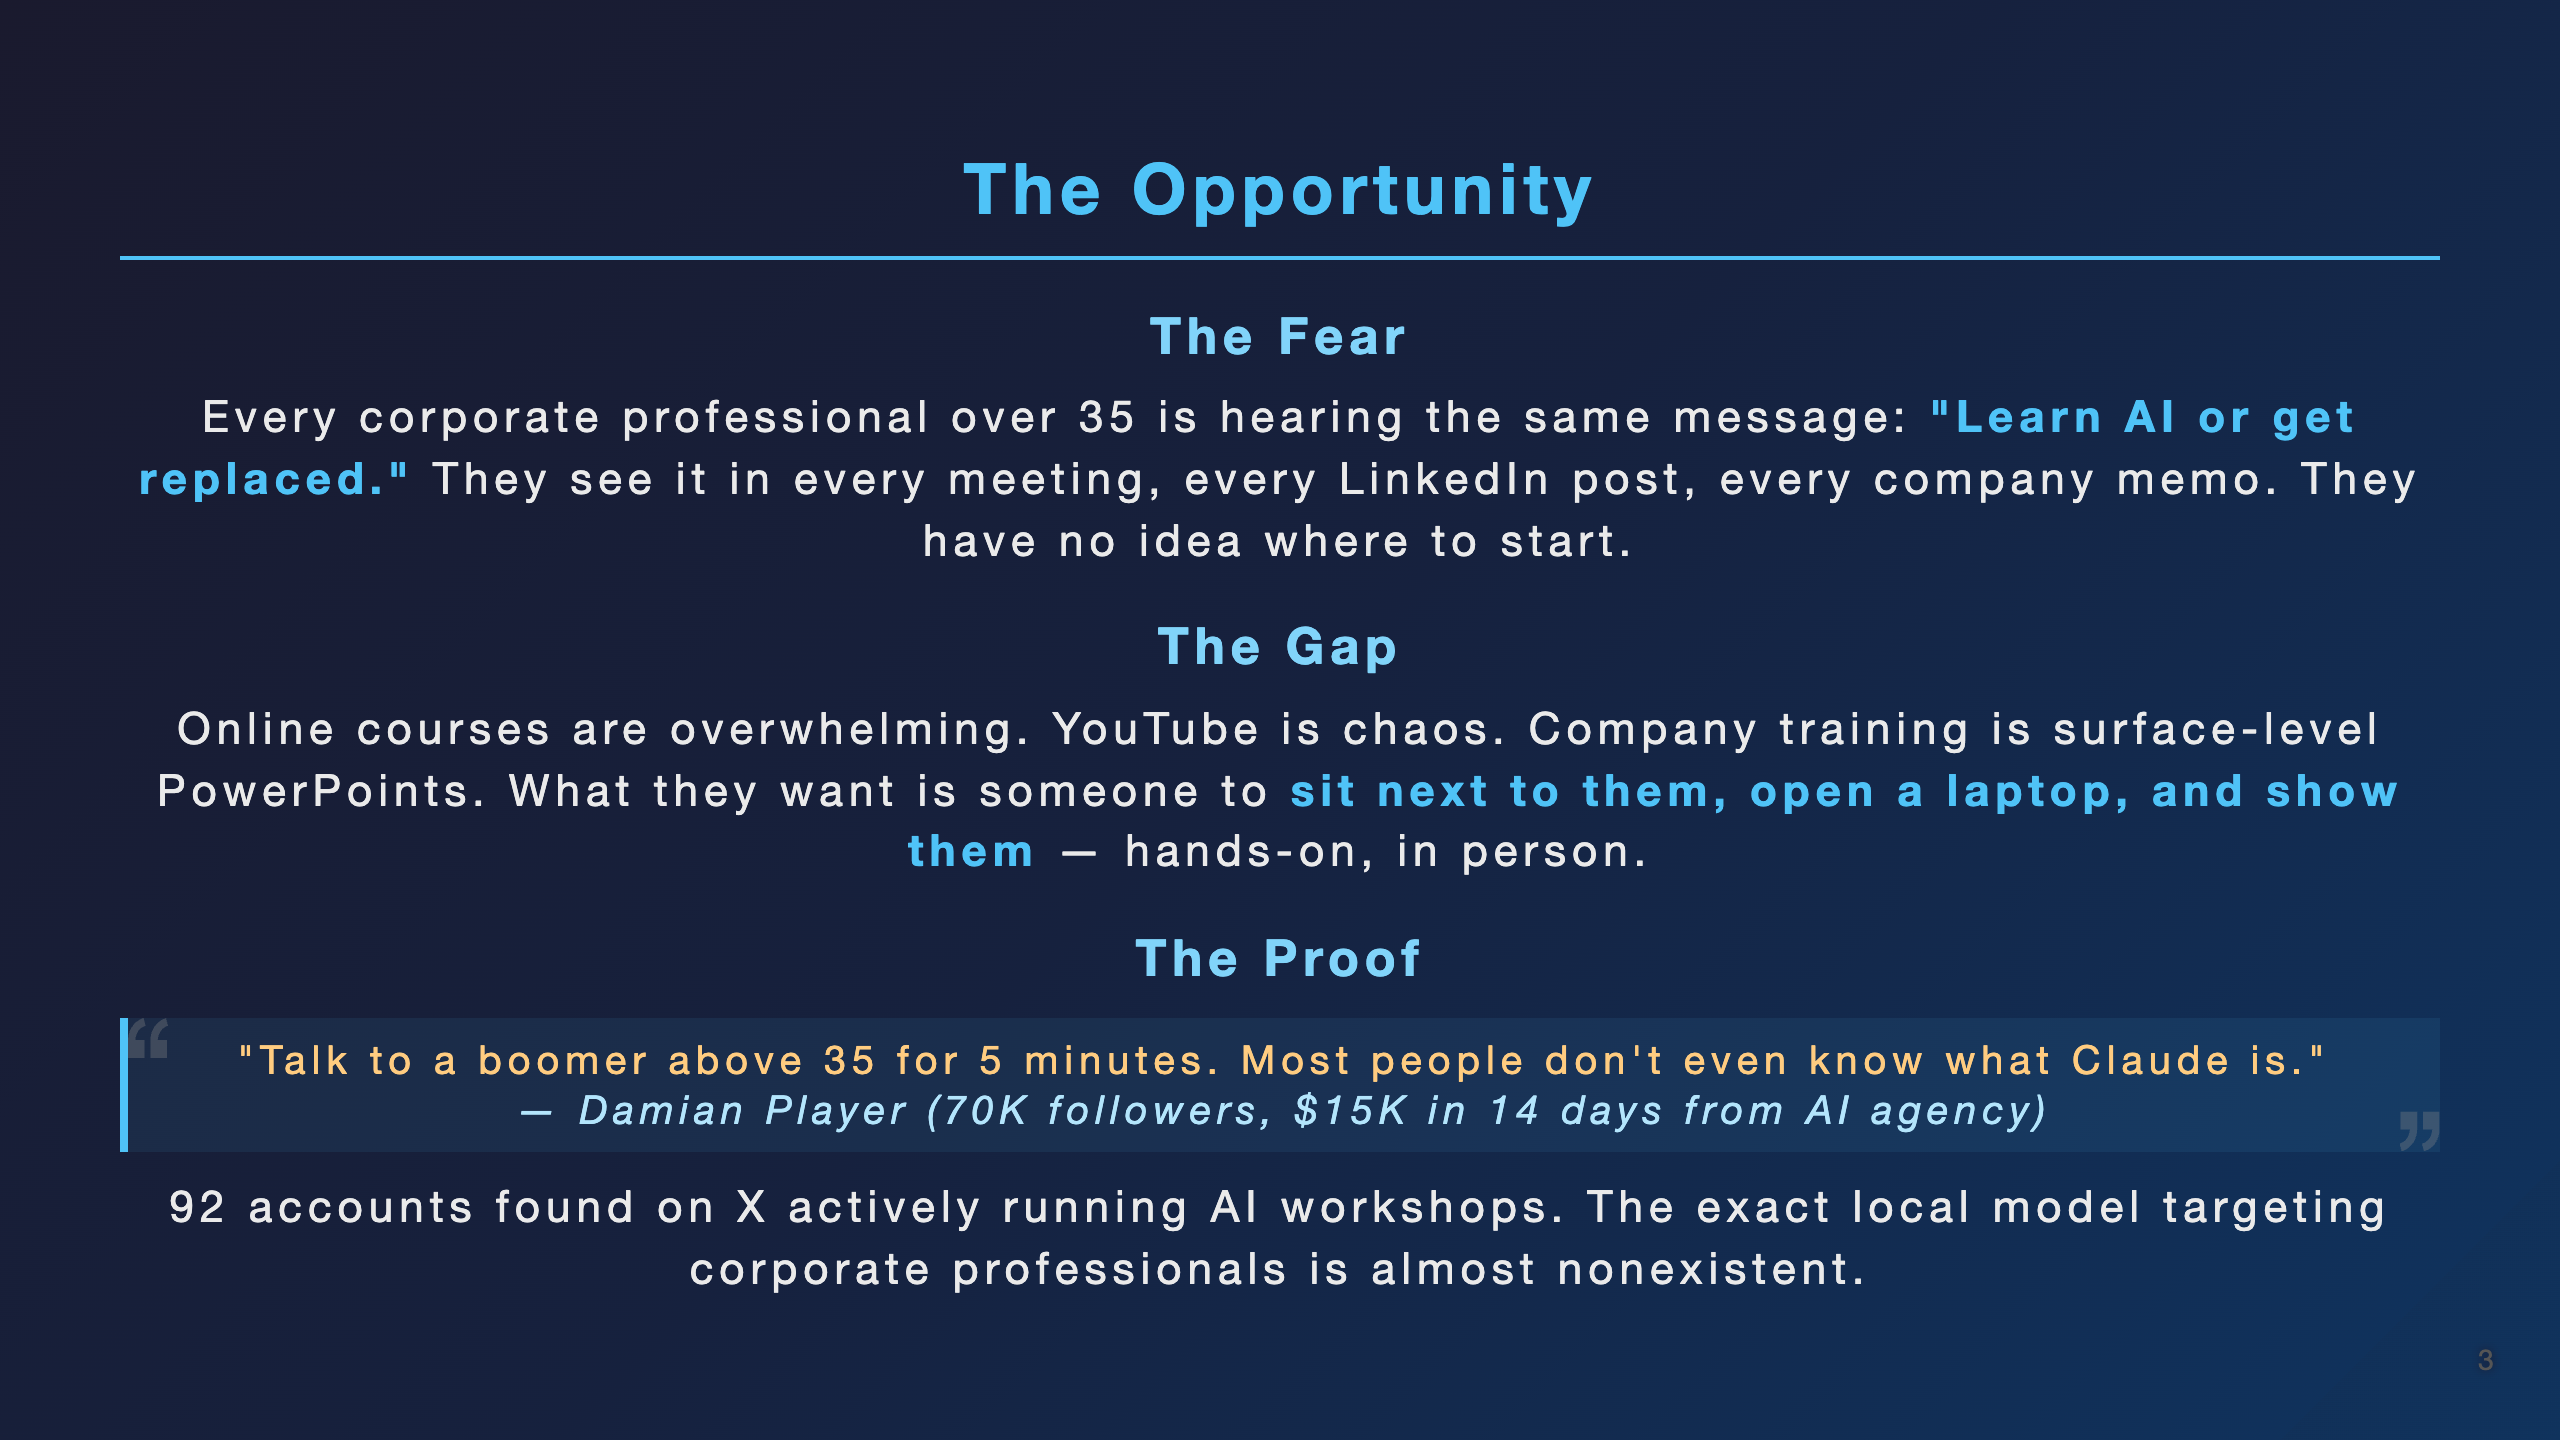 The Opportunity
The Fear
Every corporate professional over 35 is hearing the same message: "Learn AI or get
replaced." They see it in every meeting, every LinkedIn post, every company memo. They
have no idea where to start.
The Gap
Online courses are overwhelming. YouTube is chaos. Company training is surface-level
PowerPoints. What they want is someone to sit next to them, open a laptop, and show
them — hands-on, in person.
The Proof
“
"Talk to a boomer above 35 for 5 minutes. Most people don't even know what Claude is."
— Damian Player (70K followers, $15K in 14 days from AI agency)
”
92 accounts found on X actively running AI workshops. The exact local model targeting
corporate professionals is almost nonexistent.
3